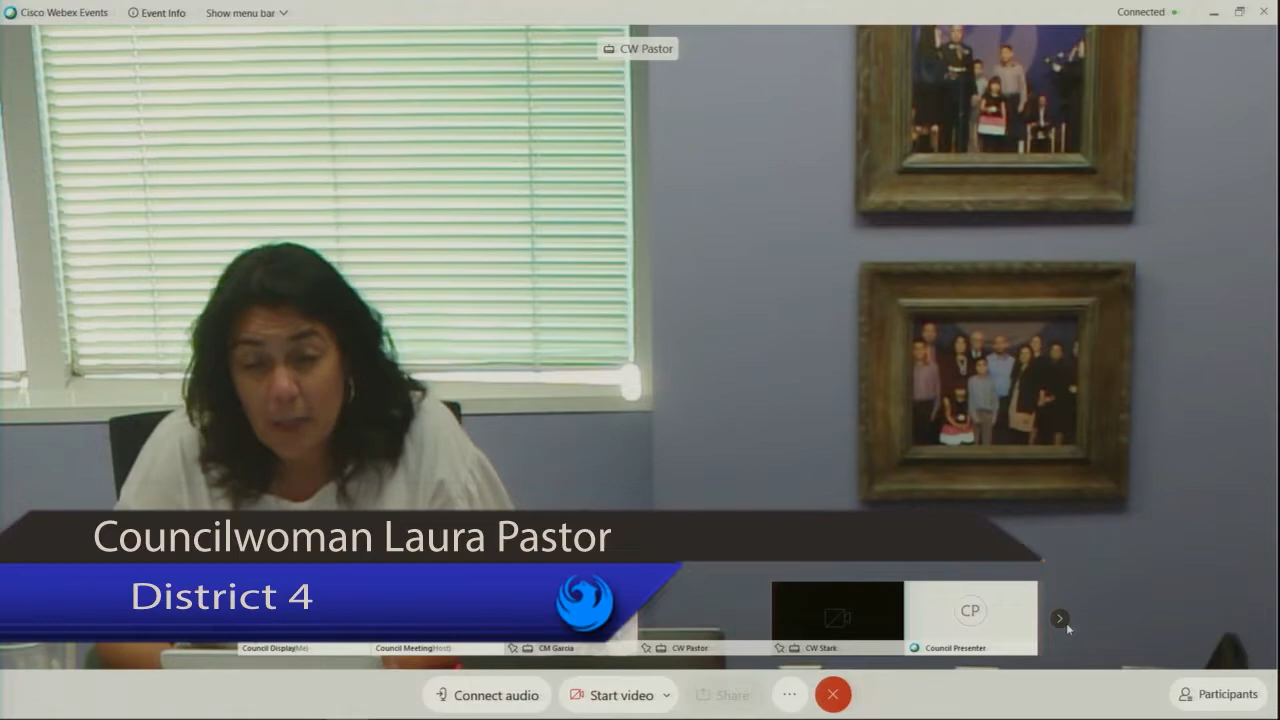 Cisco Webex Events Event Info Show menu bar Connected
CW Pastor
Councilwoman Laura Pastor
District 4
CP
Council Display(Me) Council Meeting(Host) CM Garcia CW Pastor CW Stark Council Presenter
Connect audio Start video Share Participants